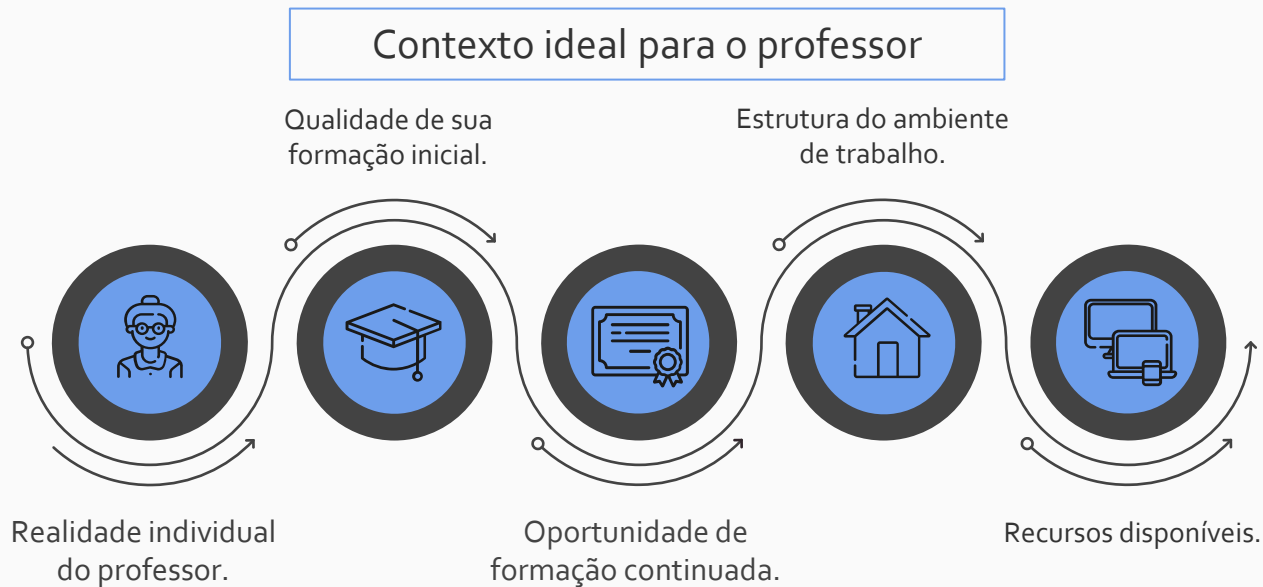 Contexto ideal para o professor
Qualidade de sua
formação inicial.
Estrutura do ambiente
de trabalho.
Realidade individual
do professor.
Oportunidade de
formação continuada.
Recursos disponíveis.